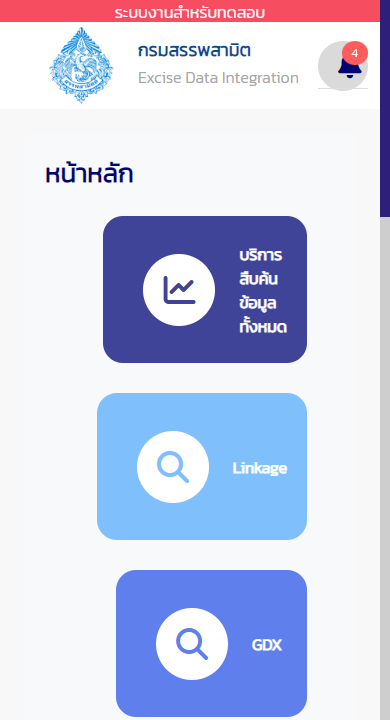 ระบบงานสำหรับทดสอบ
กรมสรรพสามิต
Excise Data Integration
4
หน้าหลัก
บริการ
สืบค้น
ข้อมูล
ทั้งหมด
Linkage
GDX